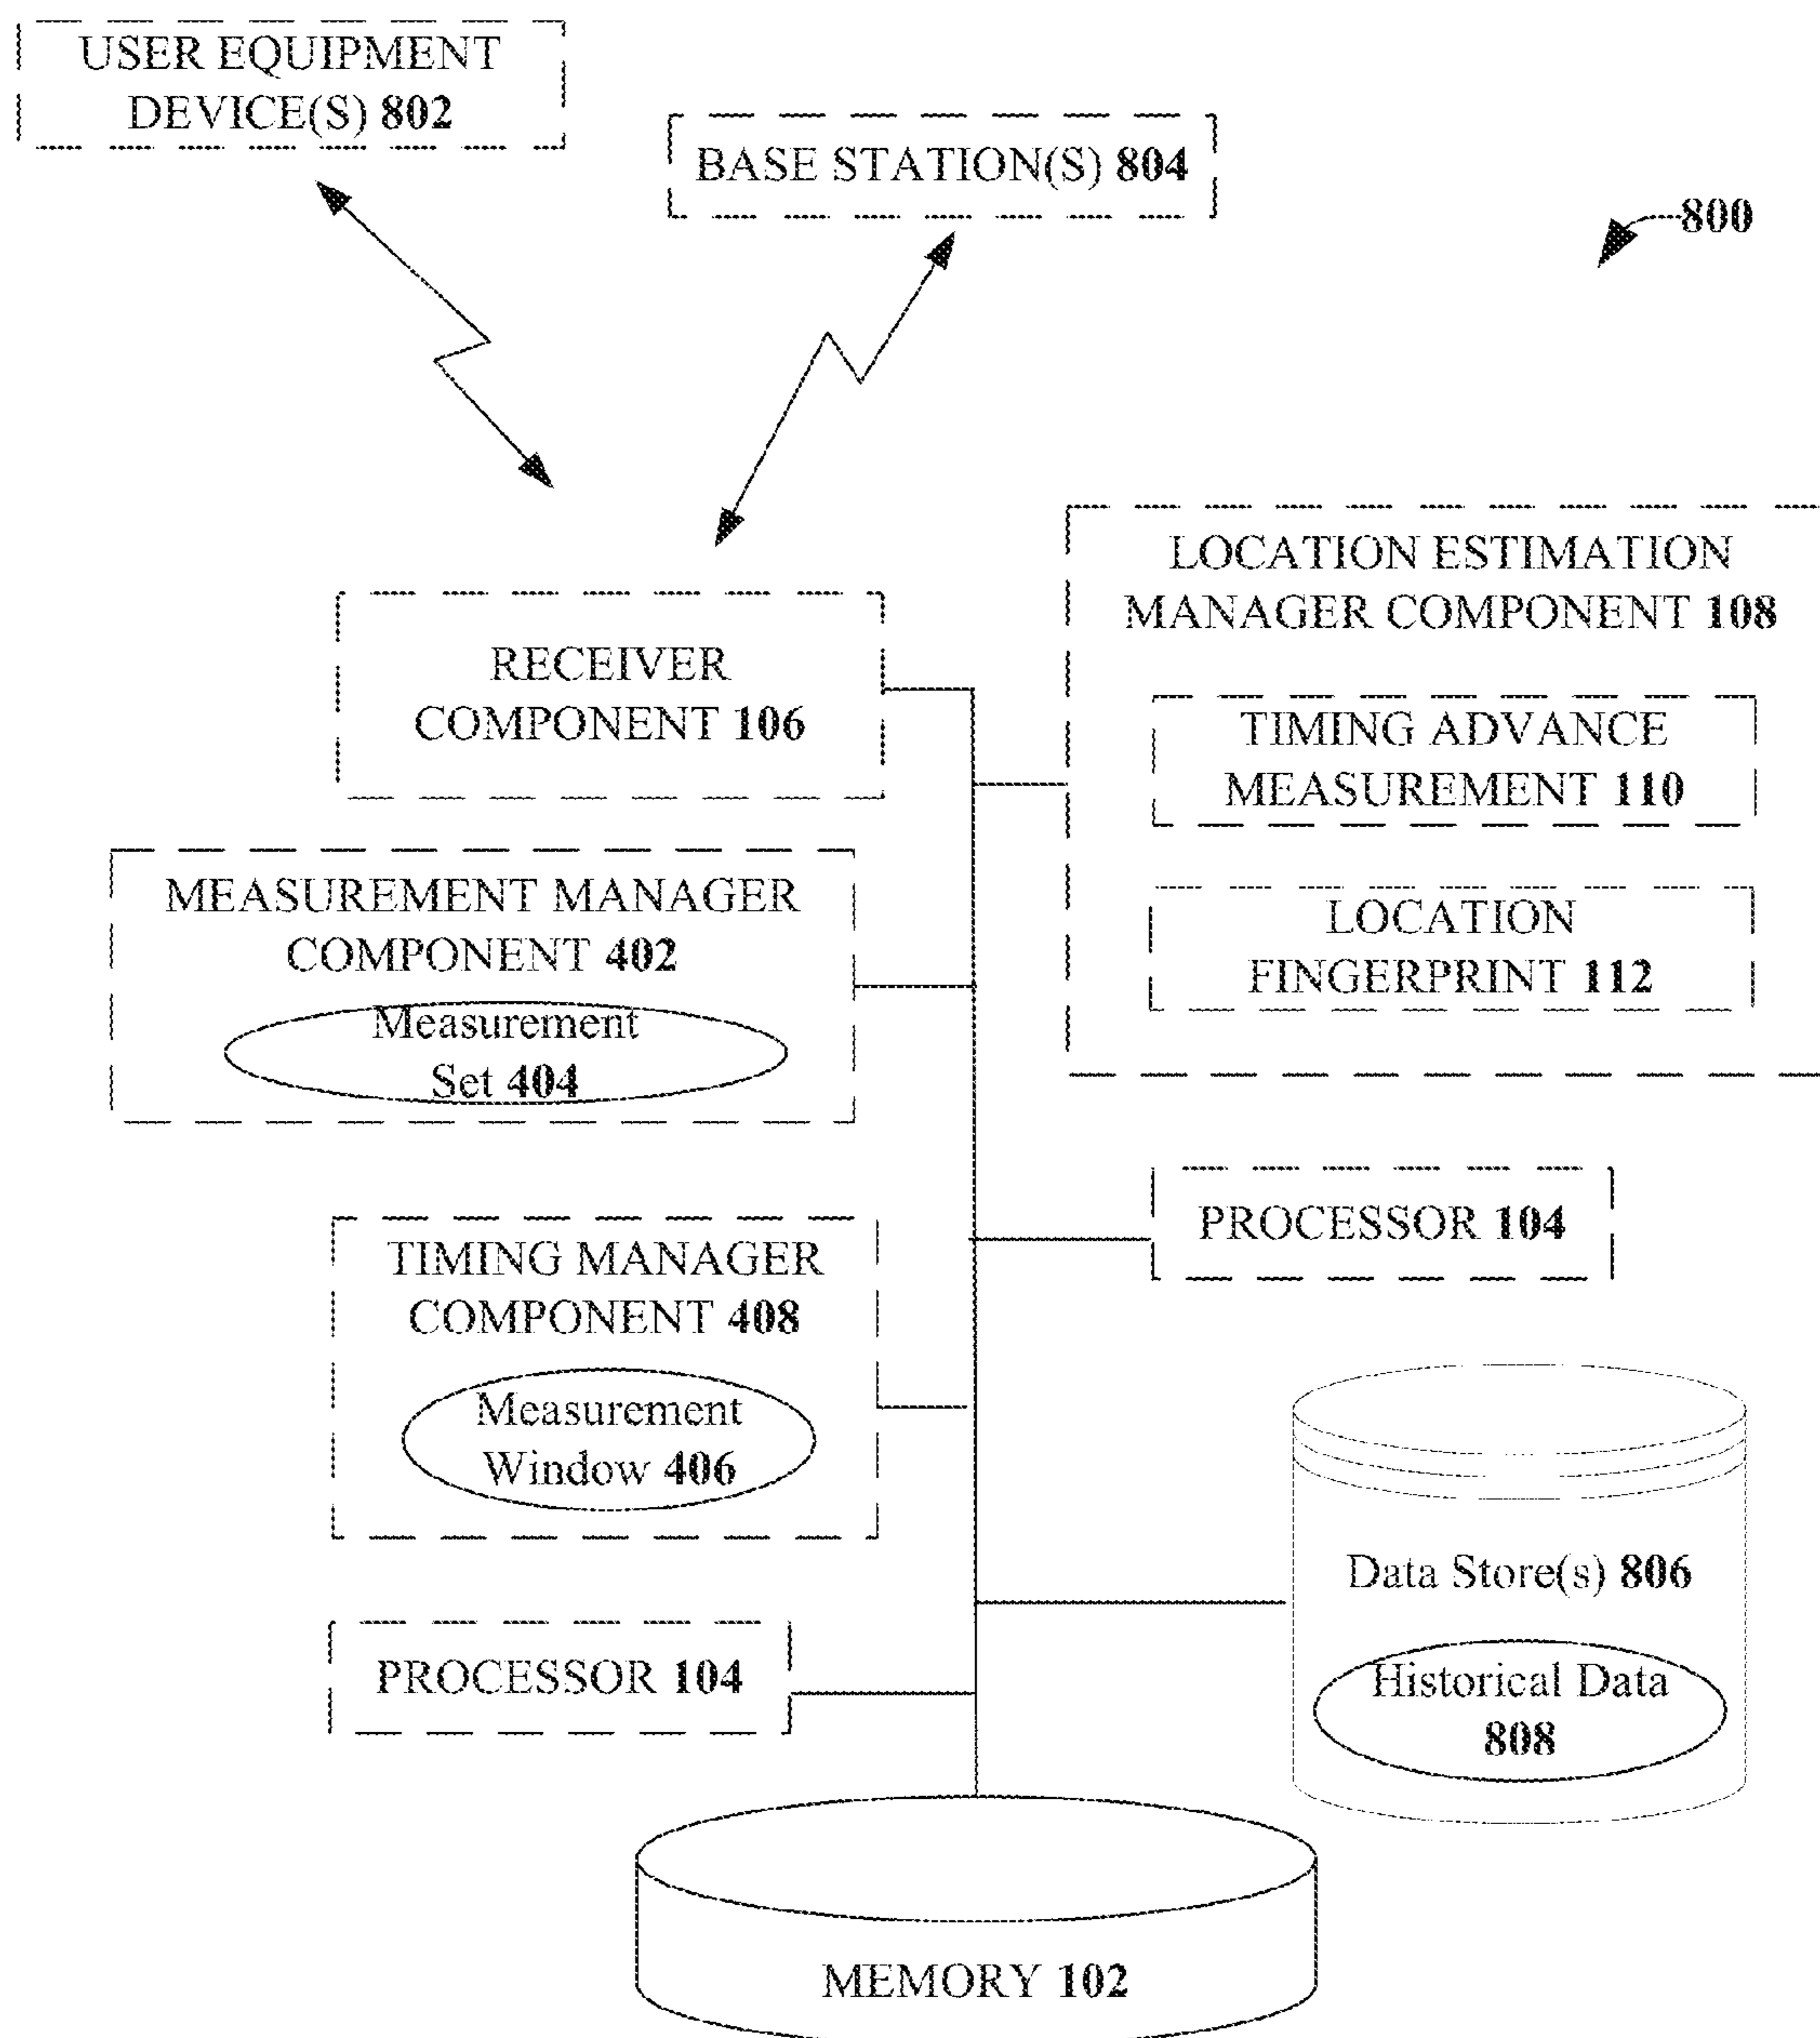 USER EQUIPMENT
DEVICE(S) 802
BASE STATION(S) 804
800
RECEIVER
COMPONENT 106
LOCATION ESTIMATION
MANAGER COMPONENT 108
TIMING ADVANCE
MEASUREMENT 110
LOCATION
FINGERPRINT 112
MEASUREMENT MANAGER
COMPONENT 402
Measurement
Set 404
PROCESSOR 104
TIMING MANAGER
COMPONENT 408
Measurement
Window 406
Data Store(s) 806
Historical Data
808
PROCESSOR 104
MEMORY 102